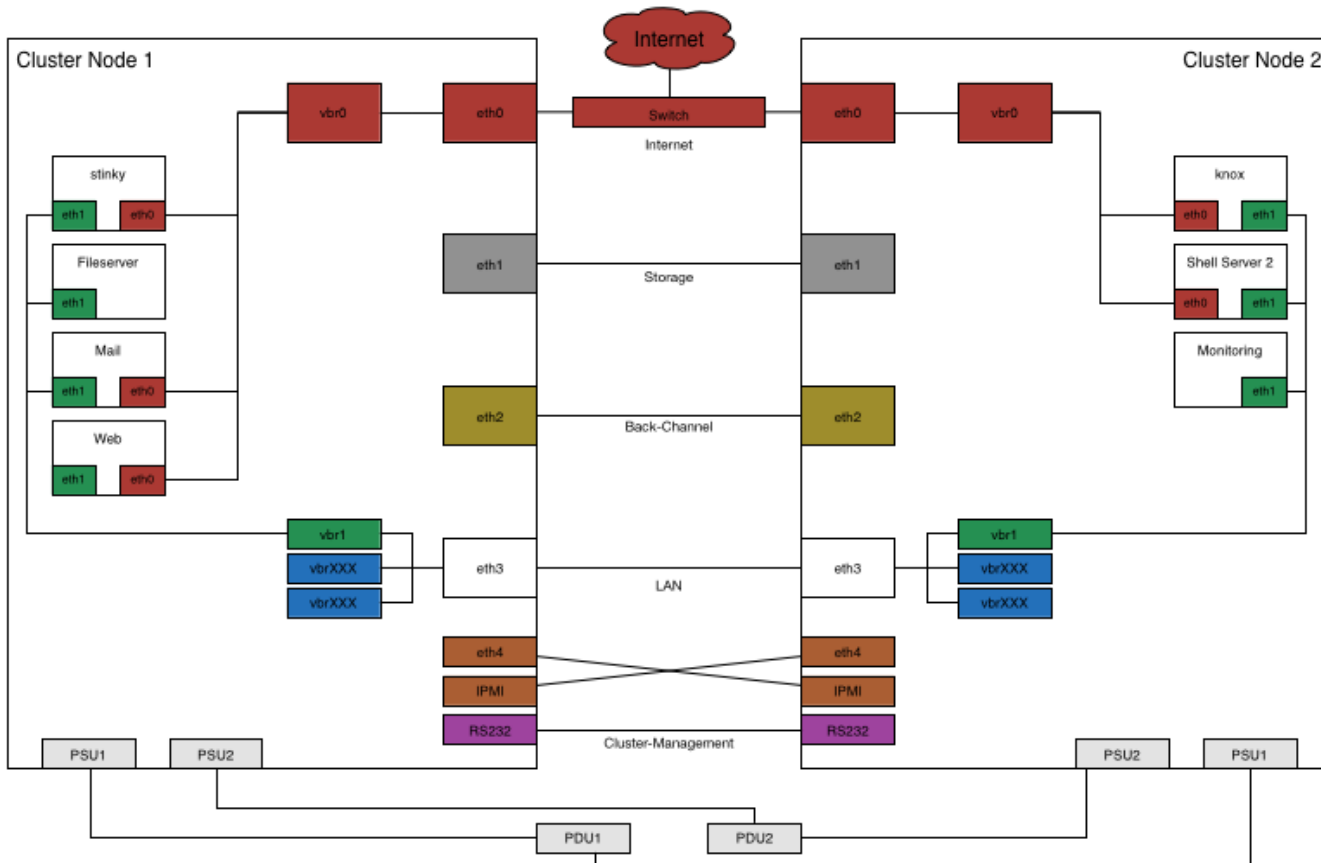 Internet
Cluster Node 1
Cluster Node 2
vbr0
eth0
Switch
eth0
vbr0
Internet
stinky
eth1
eth0
knox
eth0
eth1
Fileserver
eth1
eth1
Storage
eth1
Shell Server 2
eth0
eth1
Mail
eth1
eth0
Monitoring
eth1
eth2
Back-Channel
eth2
Web
eth1
eth0
vbr1
vbrXXX
vbrXXX
eth3
LAN
eth3
vbr1
vbrXXX
vbrXXX
eth4
eth4
IPMI
IPMI
RS232
Cluster-Management
RS232
PSU1
PSU2
PSU2
PSU1
PDU1
PDU2